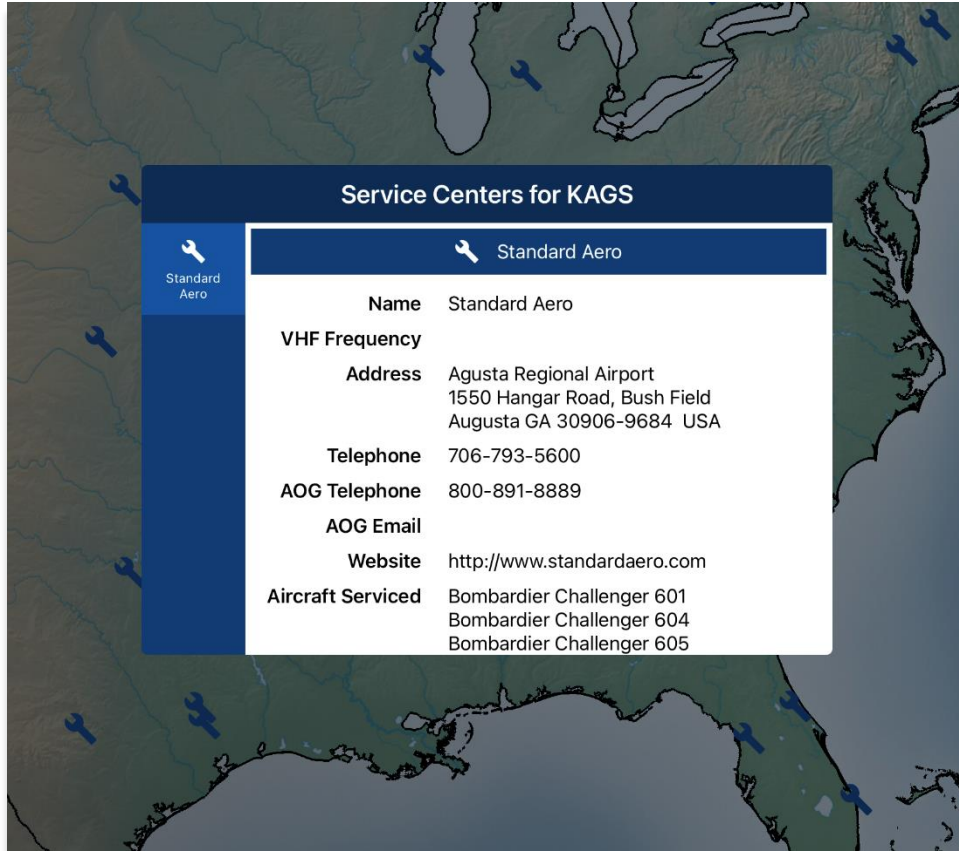 Service Centers for KAGS
Standard
Aero
Standard Aero
Name Standard Aero
VHF Frequency
Address Agusta Regional Airport
1550 Hangar Road, Bush Field
Augusta GA 30906-9684 USA
Telephone 706-793-5600
AOG Telephone 800-891-8889
AOG Email
Website http://www.standardaero.com
Aircraft Serviced Bombardier Challenger 601
Bombardier Challenger 604
Bombardier Challenger 605